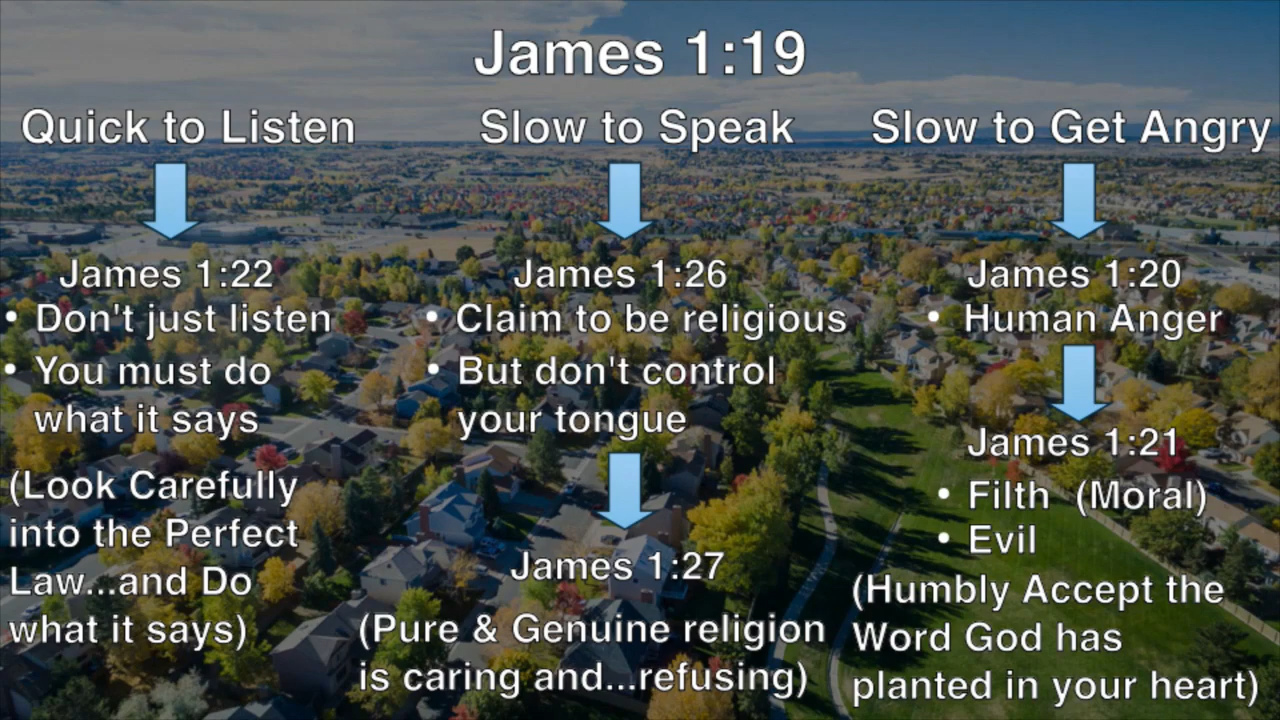 James 1:19
Quick to Listen
James 1:22
• Don't just listen
• You must do
what it says
(Look Carefully
into the Perfect
Law...and Do
what it says)
Slow to Speak
James 1:26
• Claim to be religious
• But don't control
your tongue
James 1:27
(Pure & Genuine religion
is caring and...refusing)
Slow to Get Angry
James 1:20
• Human Anger
James 1:21
• Filth (Moral)
• Evil
(Humbly Accept the
Word God has
planted in your heart)